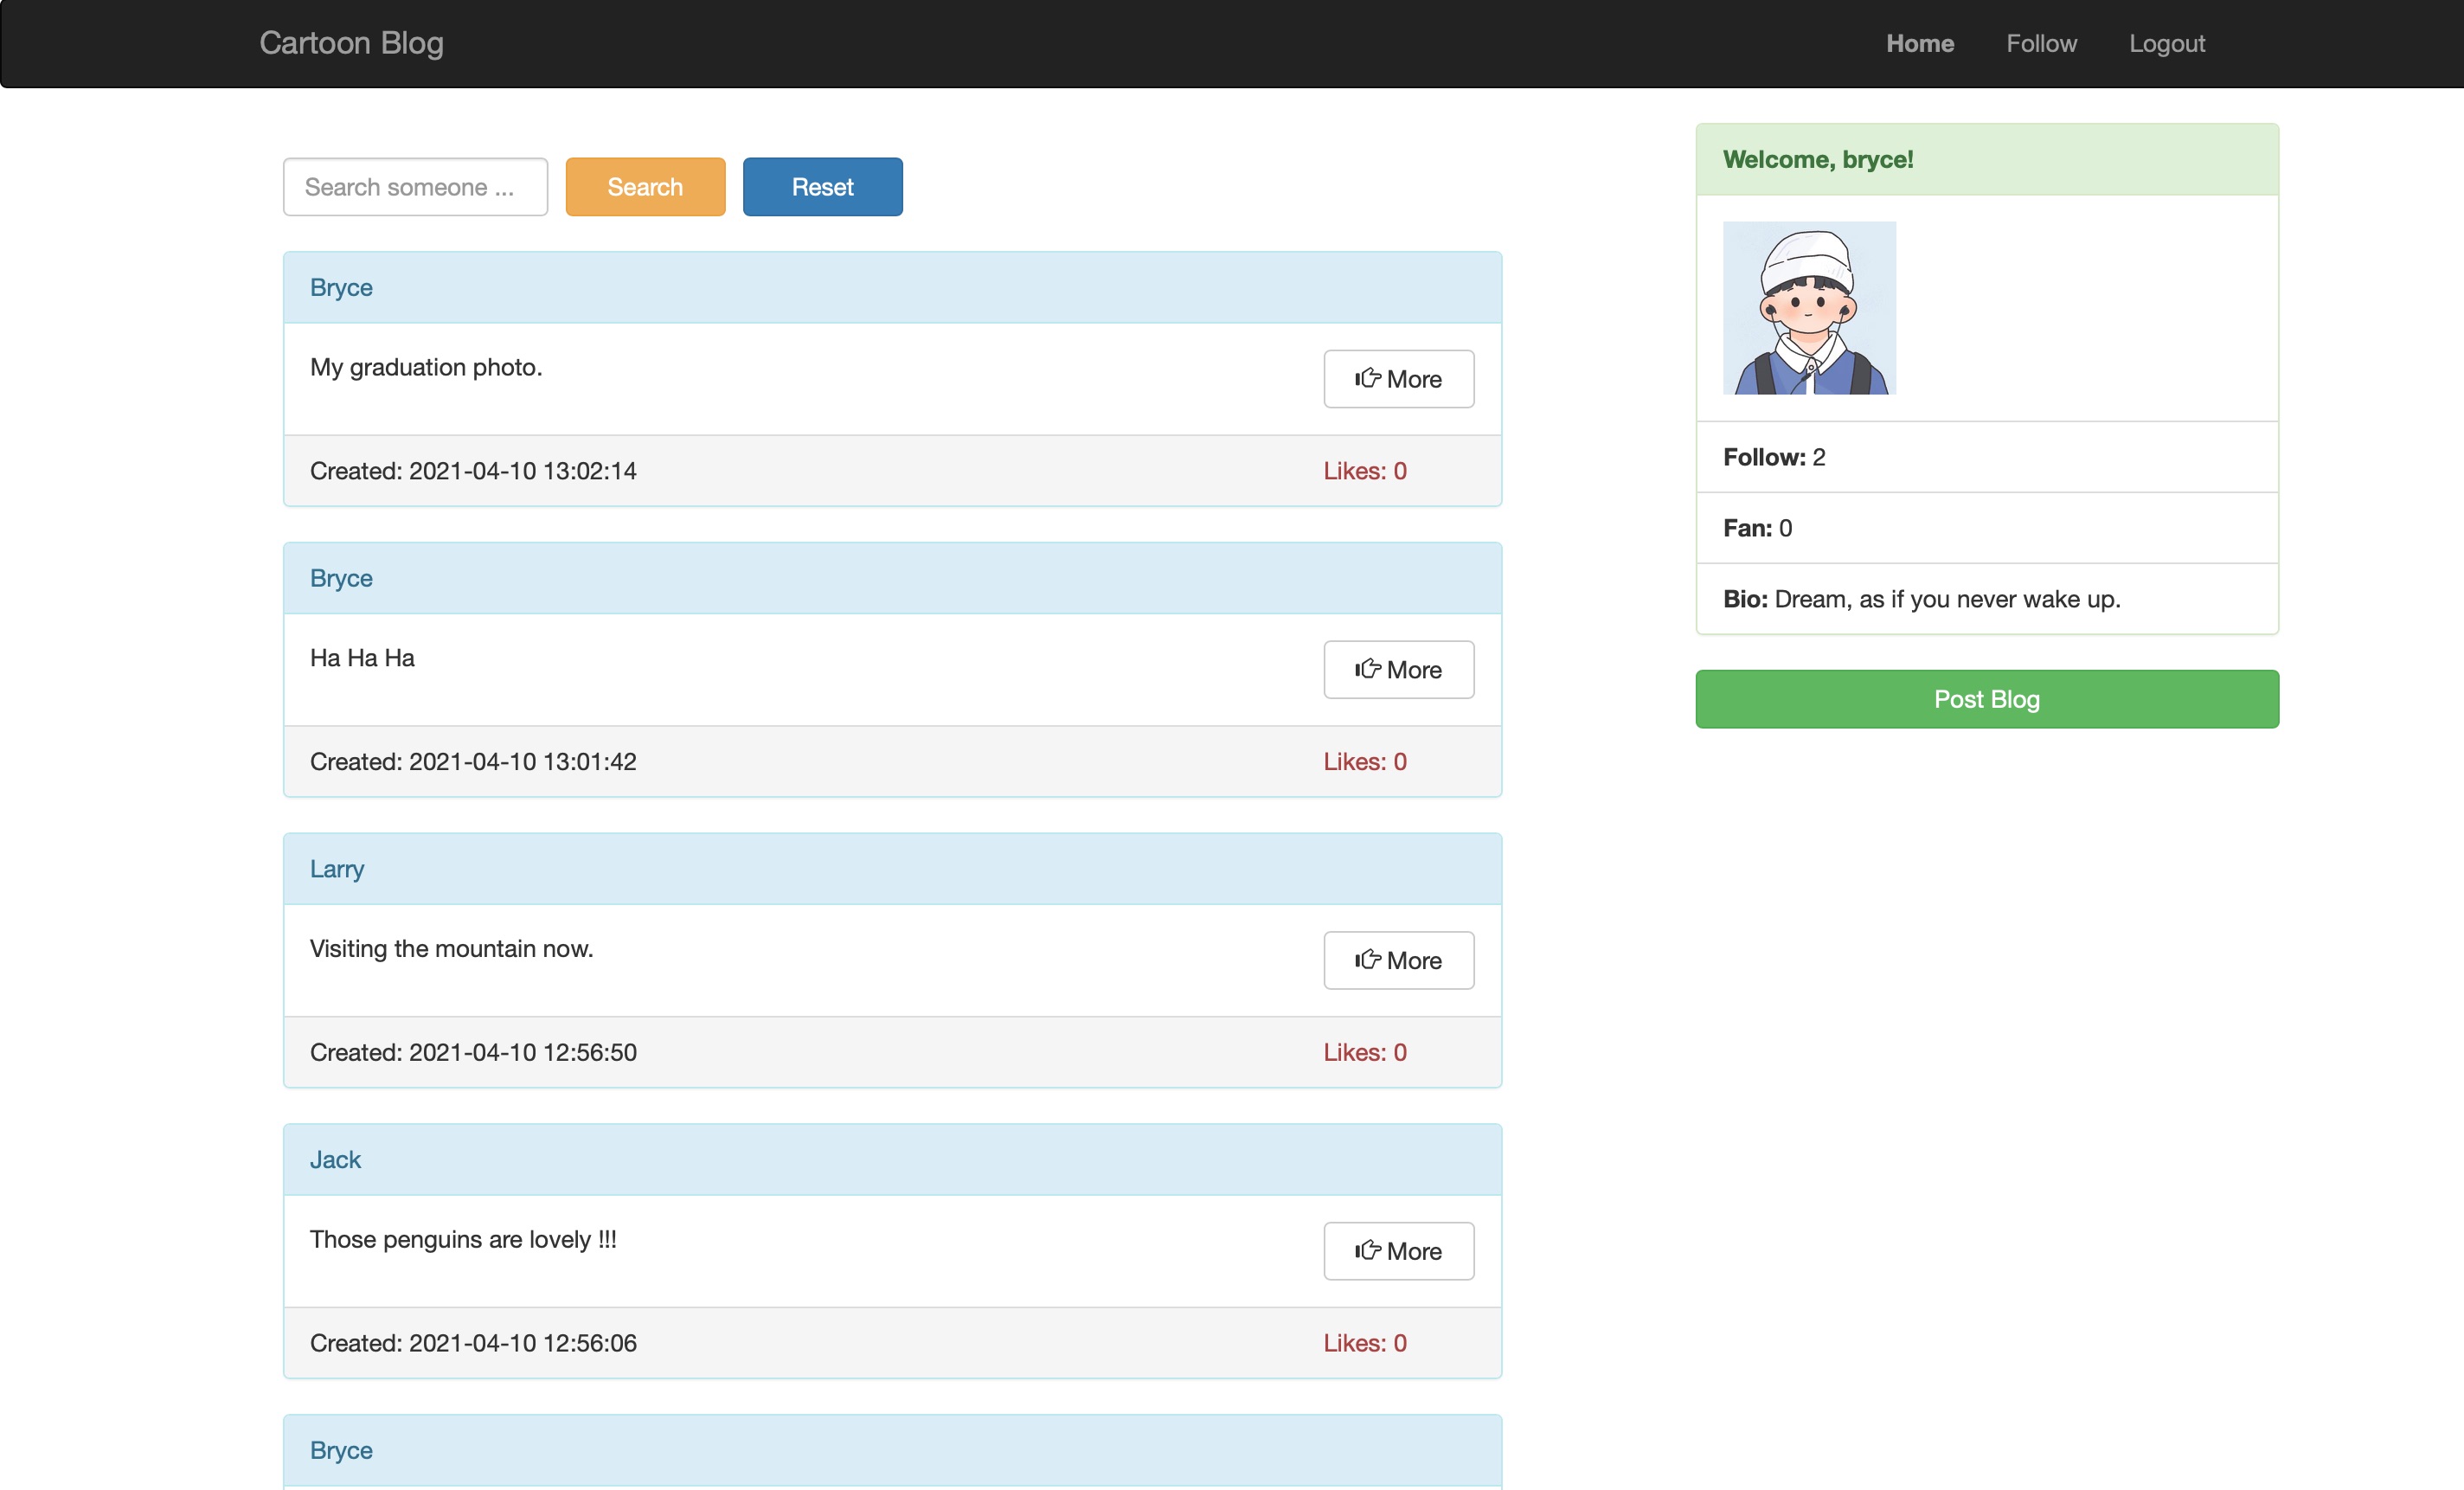 Cartoon Blog
Home Follow Logout
Search someone ... Search Reset
Bryce
My graduation photo.
More
Created: 2021-04-10 13:02:14 Likes: 0
Bryce
Ha Ha Ha
More
Created: 2021-04-10 13:01:42 Likes: 0
Larry
Visiting the mountain now.
More
Created: 2021-04-10 12:56:50 Likes: 0
Jack
Those penguins are lovely !!!
More
Created: 2021-04-10 12:56:06 Likes: 0
Bryce
Welcome, bryce!
Follow: 2
Fan: 0
Bio: Dream, as if you never wake up.
Post Blog